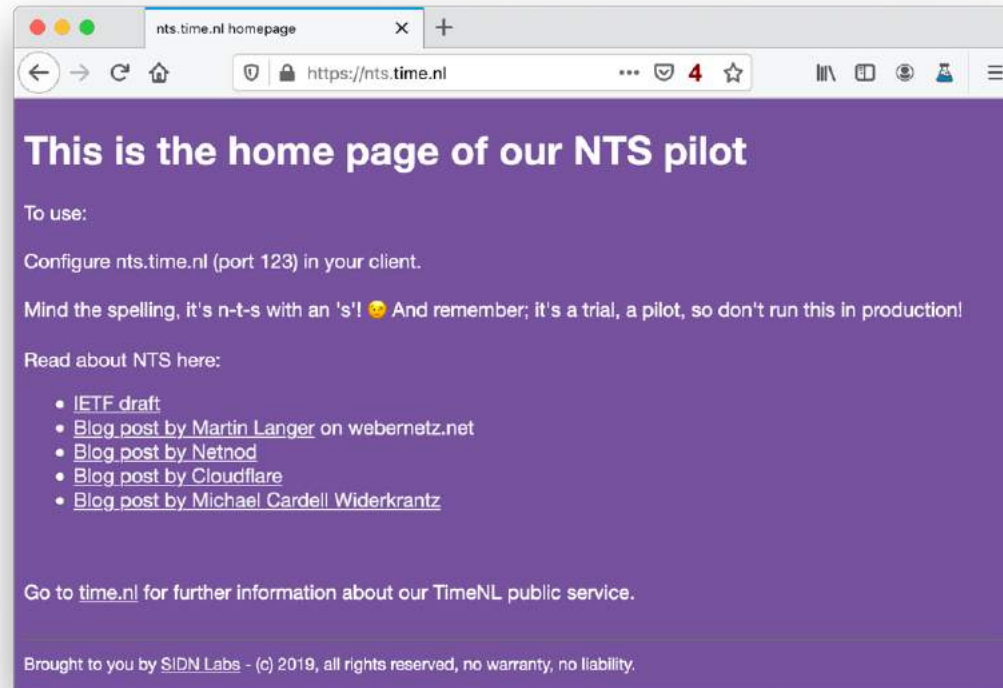 nts.time.nl homepage
https://nts.time.nl
4
This is the home page of our NTS pilot
To use:
Configure nts.time.nl (port 123) in your client.
Mind the spelling, it's n-t-s with an 's'! 😉 And remember; it's a trial, a pilot, so don't run this in production!
Read about NTS here:
• IETF draft
• Blog post by Martin Langer on webernetz.net
• Blog post by Netnod
• Blog post by Cloudflare
• Blog post by Michael Cardell Widerkrantz
Go to time.nl for further information about our TimeNL public service.
Brought to you by SIDN Labs - (c) 2019, all rights reserved, no warranty, no liability.